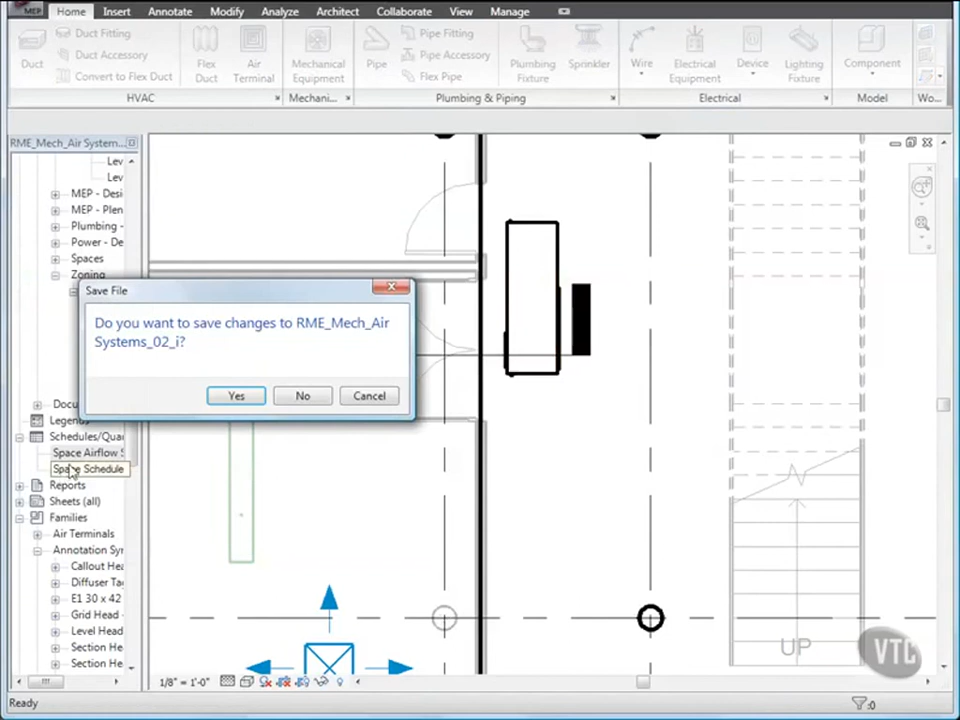 MEP
Home Insert Annotate Modify Analyze Architect Collaborate View Manage
Duct
Duct Fitting
Duct Accessory
Convert to Flex Duct
Flex Duct
Air Terminal
Mechanical Equipment
Pipe
Pipe Fitting
Pipe Accessory
Flex Pipe
Plumbing Fixture
Sprinkler
Wire
Electrical Equipment
Device
Lighting Fixture
Component
HVAC
Mechani...
Plumbing & Piping
Electrical
Model
Wo...
RME_Mech_Air System...
Lev
Lev
MEP - Desi
MEP - Plen
Plumbing -
Power - De
Spaces
Zoning
Save File
Do you want to save changes to RME_Mech_Air
Systems_02_i?
Yes No Cancel
Docu
Legends
Schedules/Qua
Space Airflow S
Space Schedule
Reports
Sheets (all)
Families
Air Terminals
Annotation Syr
Callout Hea
Diffuser Tag
E1 30 x 42
Grid Head -
Level Head
Section He
Section He
UP
VTC
1/8" = 1'-0"
Ready
:0